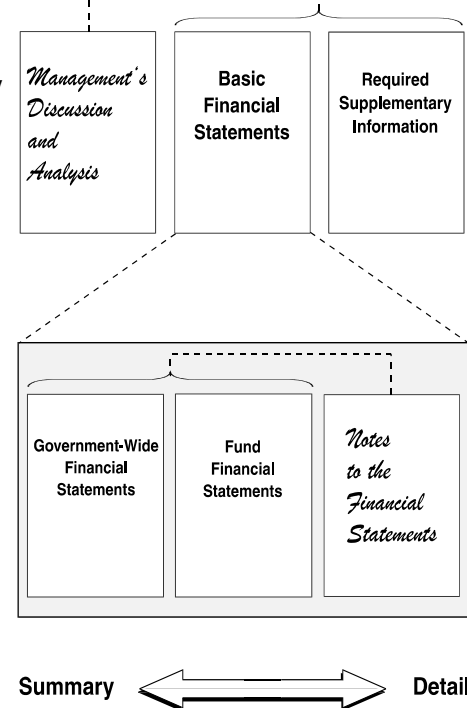 Management's
Discussion
and
Analysis
Basic
Financial
Statements
Required
Supplementary
Information
Government-Wide
Financial
Statements
Fund
Financial
Statements
Notes
to the
Financial
Statements
Summary
Detail